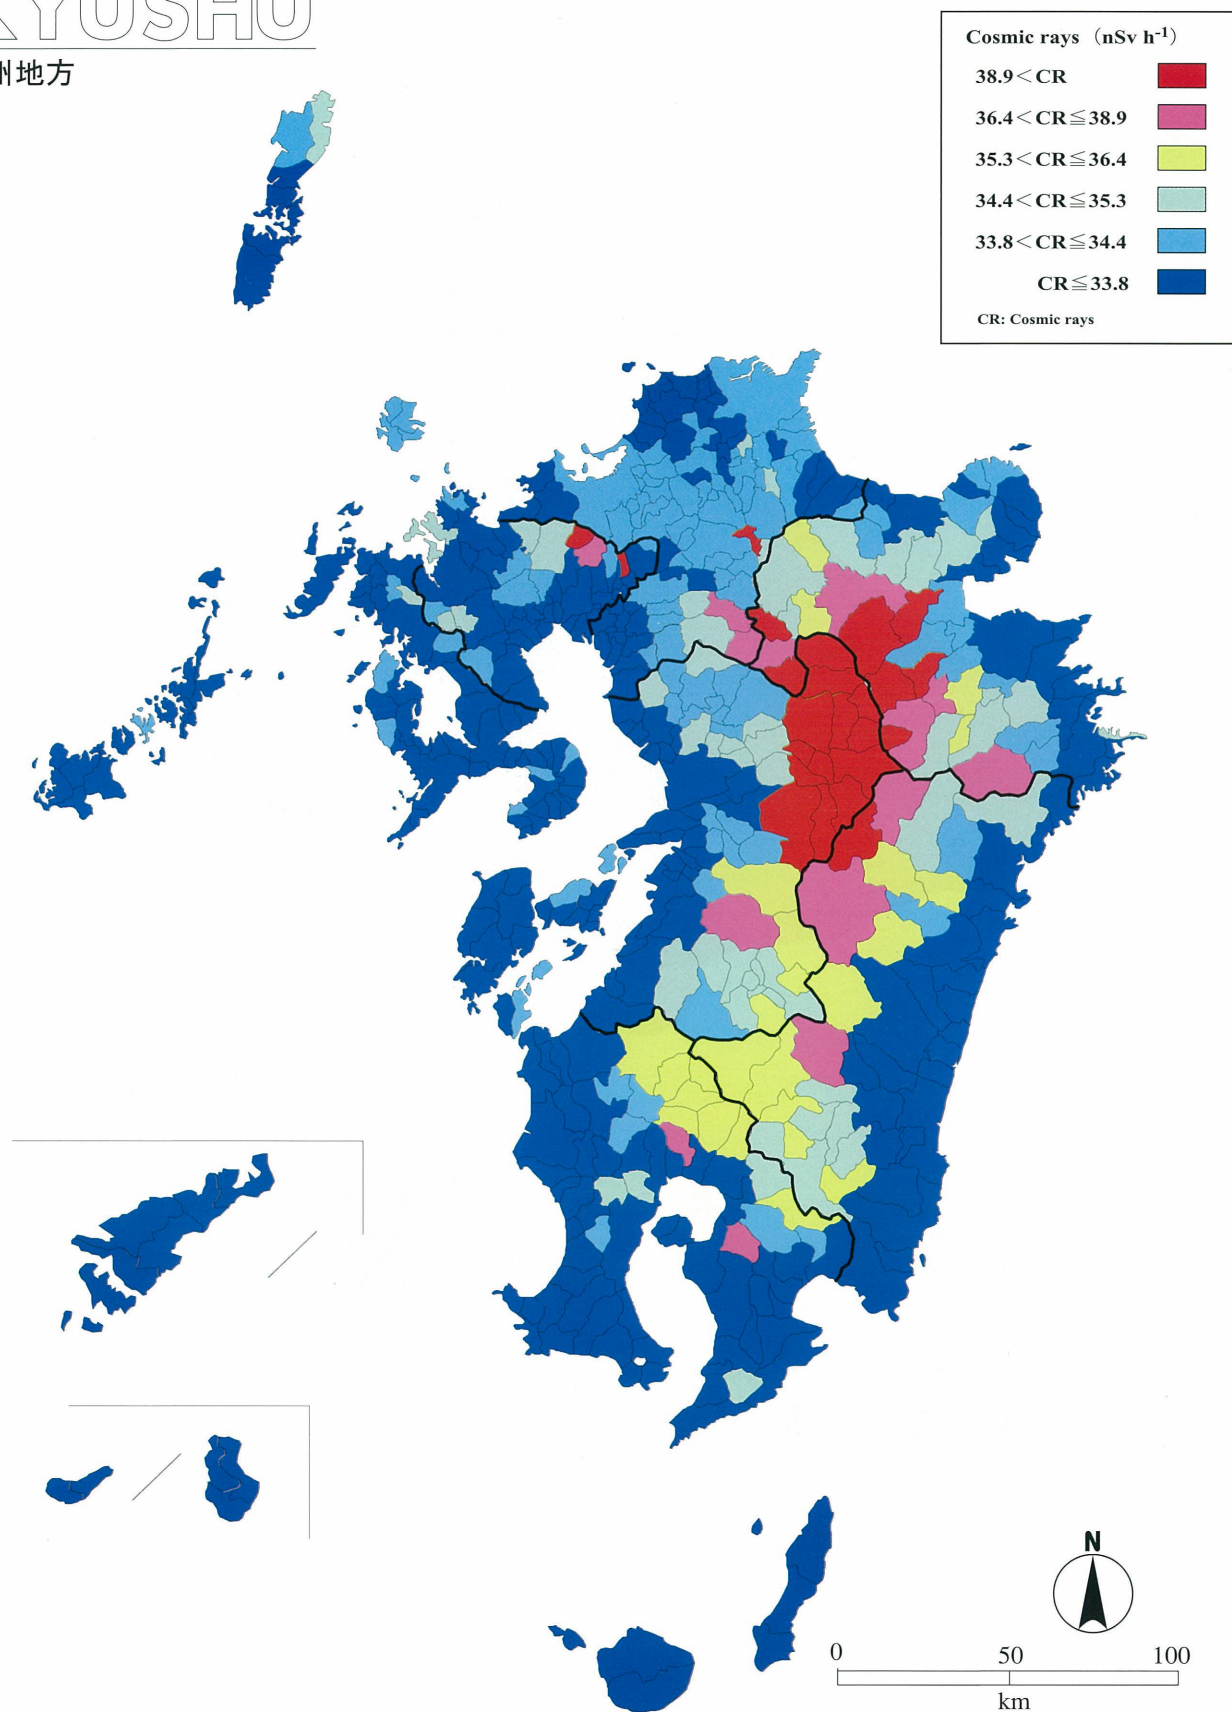 KYUSHU
州地方
Cosmic rays (nSv h-1)
38.9<CR
36.4<CR≦38.9
35.3<CR≦36.4
34.4<CR≦35.3
33.8<CR≦34.4
CR≦33.8
CR: Cosmic rays
N
0 50 100
km